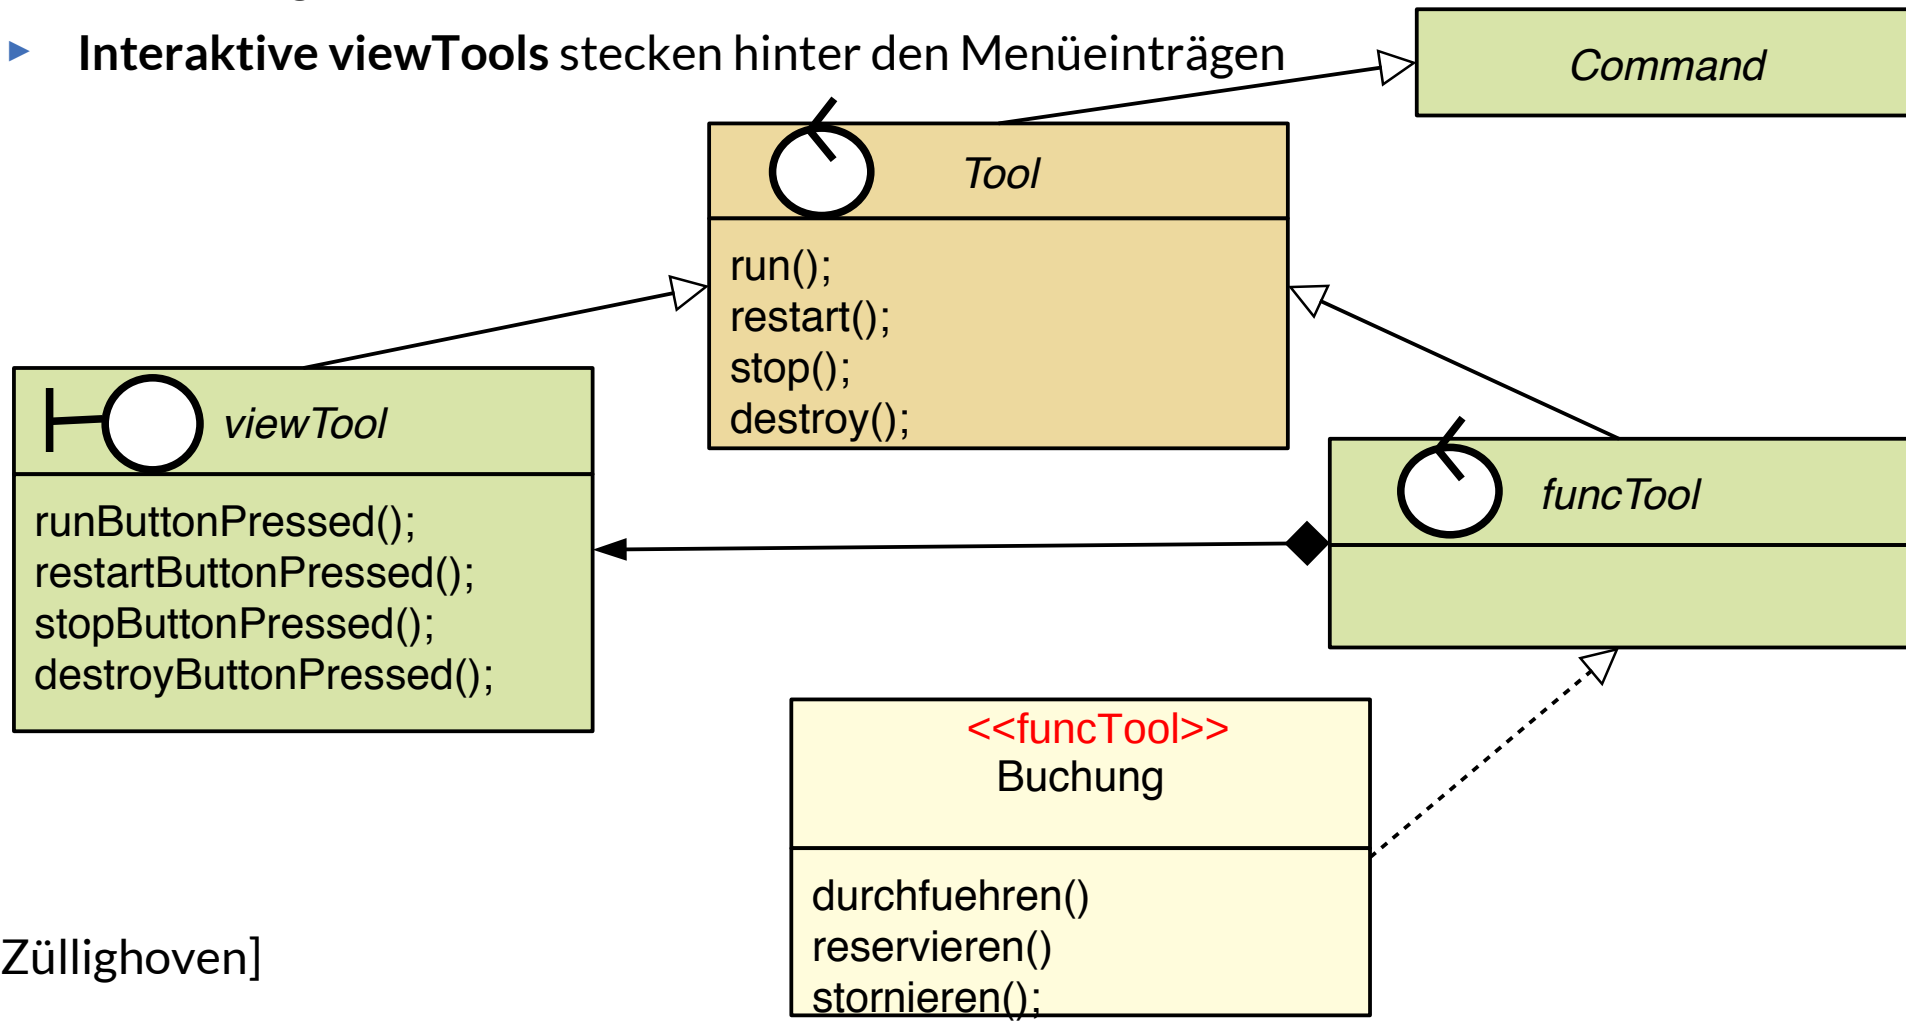 Interaktive viewTools stecken hinter den Menüeinträgen
Command
Tool
run();
restart();
stop();
destroy();
viewTool
runButtonPressed();
restartButtonPressed();
stopButtonPressed();
destroyButtonPressed();
funcTool
<<funcTool>>
Buchung
durchfuehren()
reservieren()
stornieren();
Züllighoven]